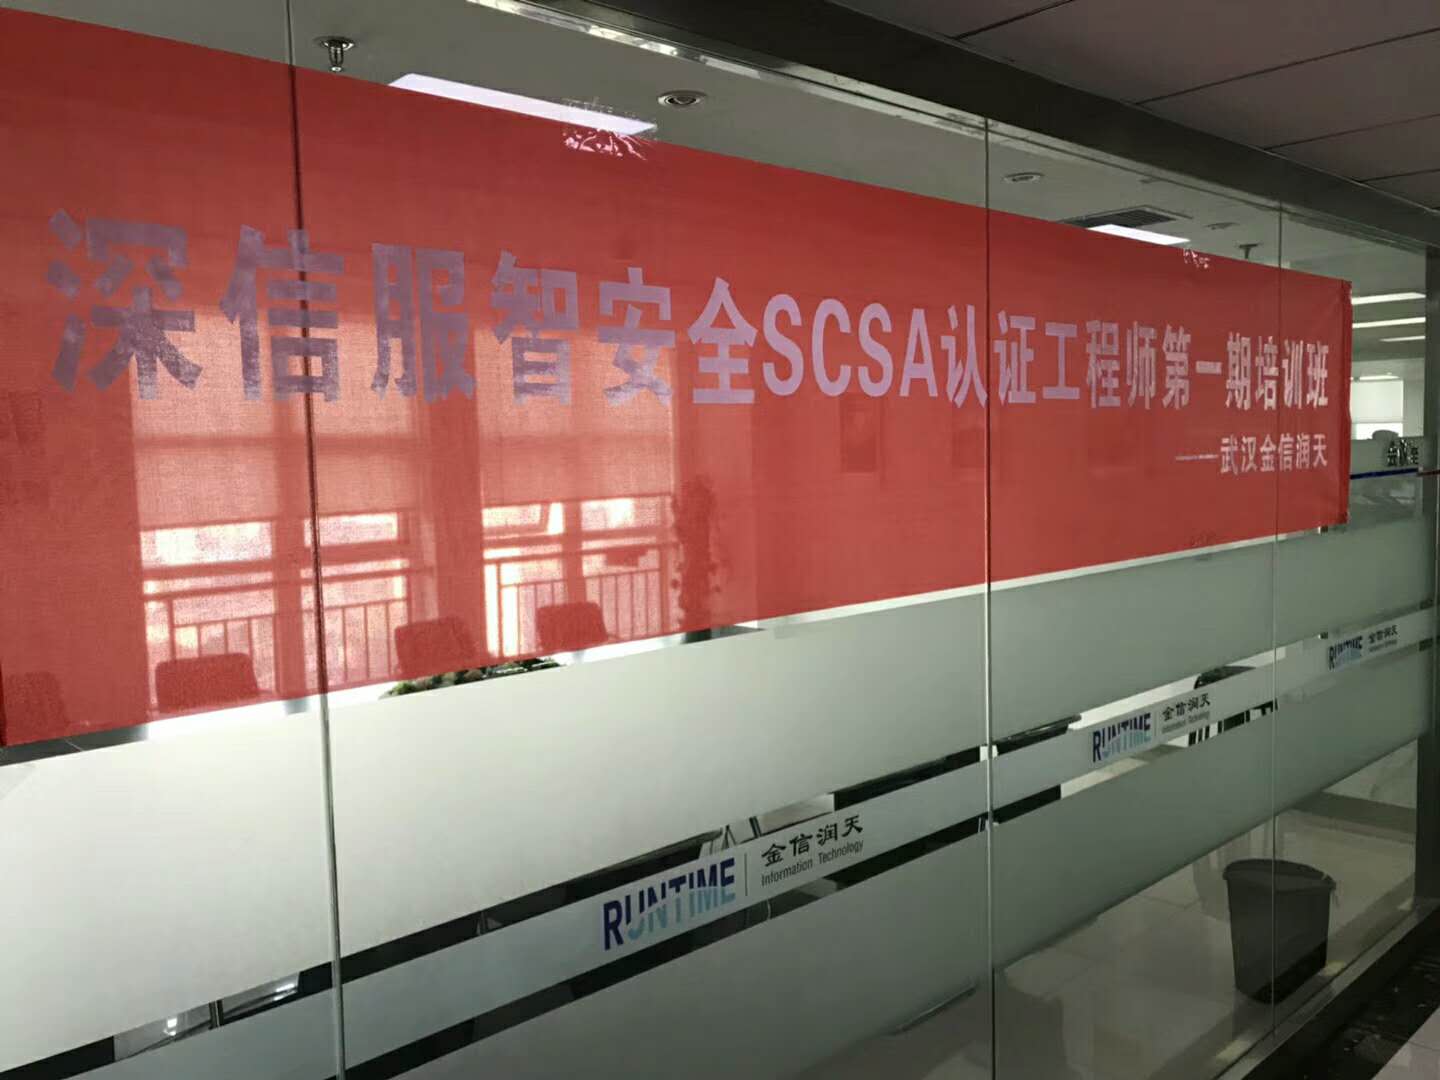 深信服智安全SCSA认证工程师第一期培训班
——武汉金信润天
RUNTIME 金信润天
Information Technology
RUNTIME 金信润天
Information Technology
RUNTIME 金信润天